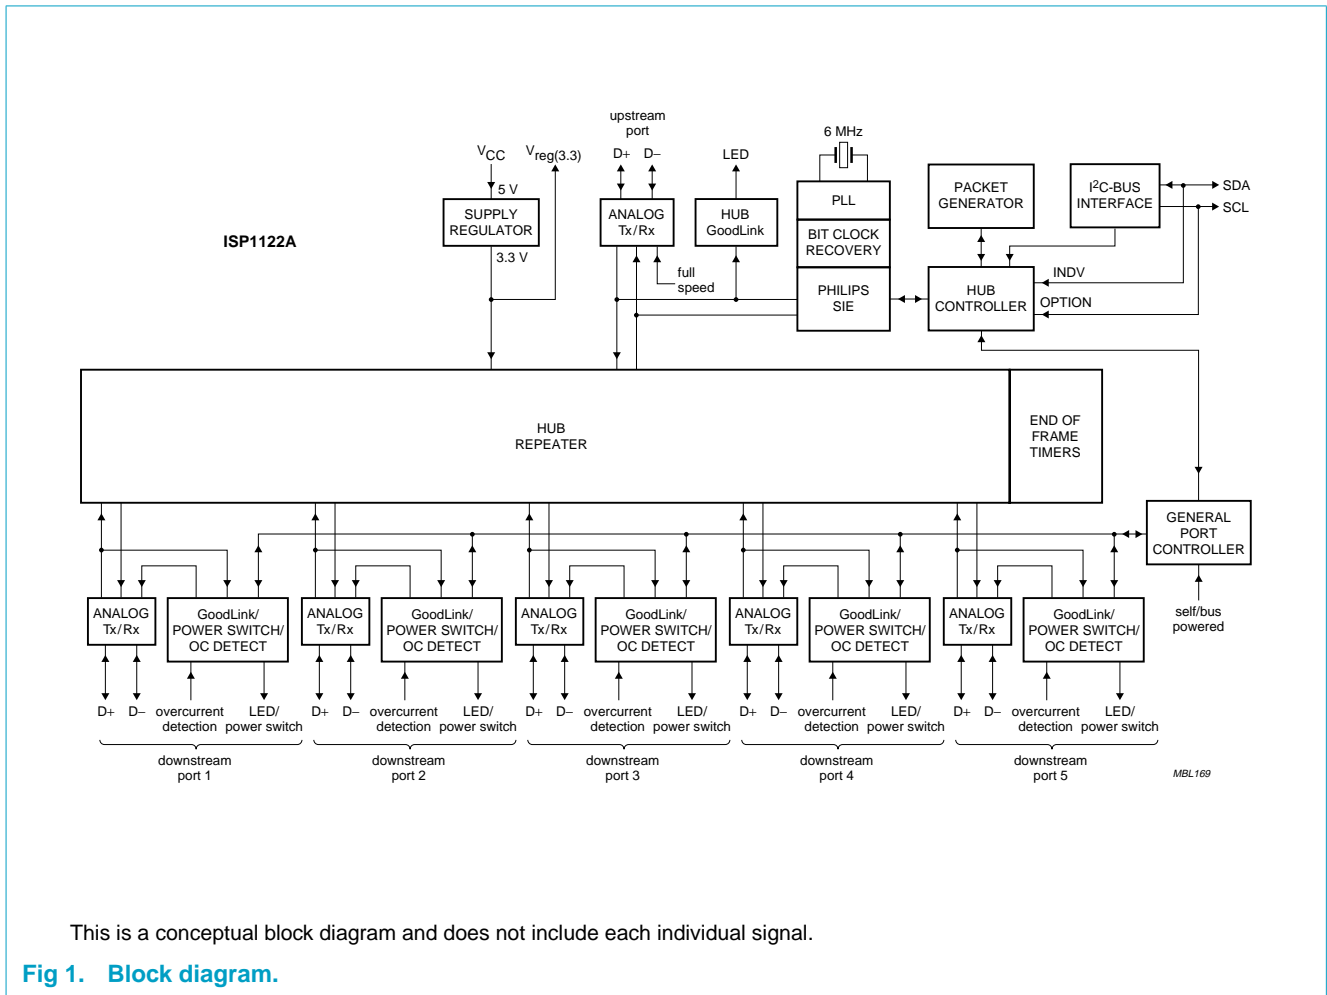 upstream
port
6 MHz
VCC
Vreg(3.3)
D+
D−
LED
5 V
SUPPLY
REGULATOR
3.3 V
ANALOG
Tx/Rx
HUB
GoodLink
full
speed
PLL
BIT CLOCK
RECOVERY
PHILIPS
SIE
PACKET
GENERATOR
I²C-BUS
INTERFACE
SDA
SCL
HUB
CONTROLLER
INDV
OPTION
ISP1122A
HUB
REPEATER
END OF
FRAME
TIMERS
GENERAL
PORT
CONTROLLER
self/bus
powered
ANALOG
Tx/Rx
GoodLink/
POWER SWITCH/
OC DETECT
ANALOG
Tx/Rx
GoodLink/
POWER SWITCH/
OC DETECT
ANALOG
Tx/Rx
GoodLink/
POWER SWITCH/
OC DETECT
ANALOG
Tx/Rx
GoodLink/
POWER SWITCH/
OC DETECT
ANALOG
Tx/Rx
GoodLink/
POWER SWITCH/
OC DETECT
D+
D−
overcurrent
detection
LED/
power switch
D+
D−
overcurrent
detection
LED/
power switch
D+
D−
overcurrent
detection
LED/
power switch
D+
D−
overcurrent
detection
LED/
power switch
D+
D−
overcurrent
detection
LED/
power switch
downstream
port 1
downstream
port 2
downstream
port 3
downstream
port 4
downstream
port 5
MBL169
This is a conceptual block diagram and does not include each individual signal.
Fig 1. Block diagram.